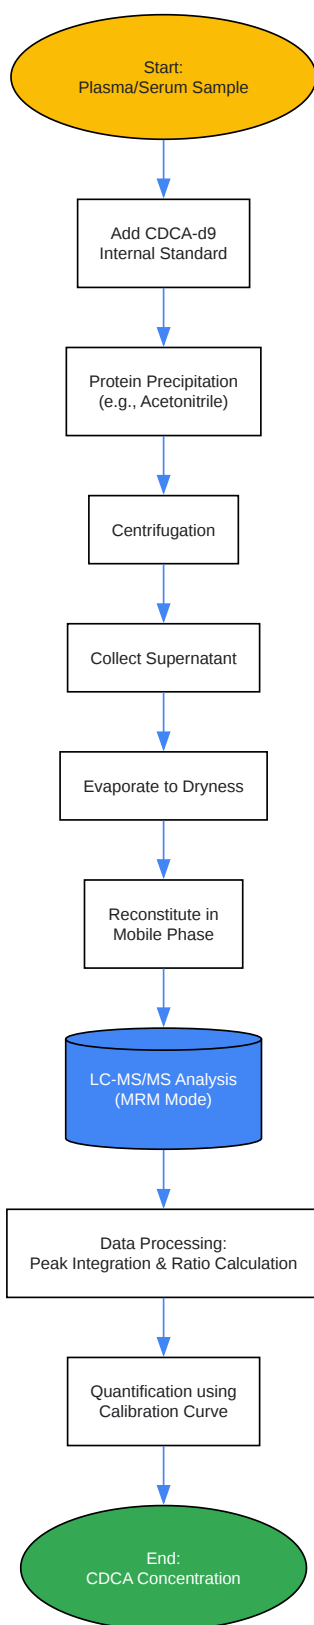 Start:
Plasma/Serum Sample
Add CDCA-d9
Internal Standard
Protein Precipitation
(e.g., Acetonitrile)
Centrifugation
Collect Supernatant
Evaporate to Dryness
Reconstitute in
Mobile Phase
LC-MS/MS Analysis
(MRM Mode)
Data Processing:
Peak Integration & Ratio Calculation
Quantification using
Calibration Curve
End:
CDCA Concentration